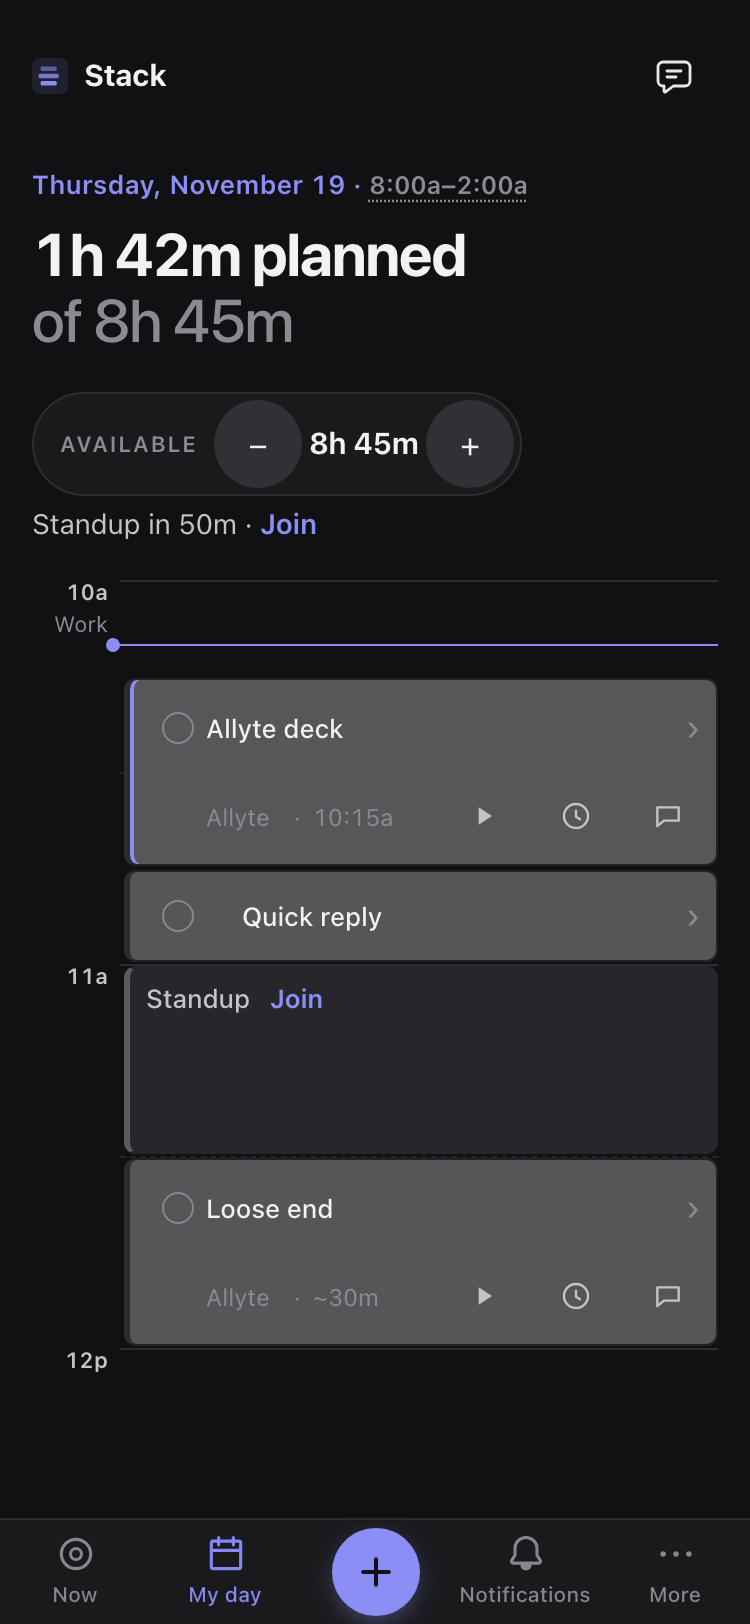 Stack
Thursday, November 19 · 8:00a–2:00a
1h 42m planned
of 8h 45m
AVAILABLE − 8h 45m +
Standup in 50m · Join
10a
Work
Allyte deck
Allyte · 10:15a
Quick reply
11a
Standup Join
Loose end
Allyte · ~30m
12p
Now
My day
Notifications
More